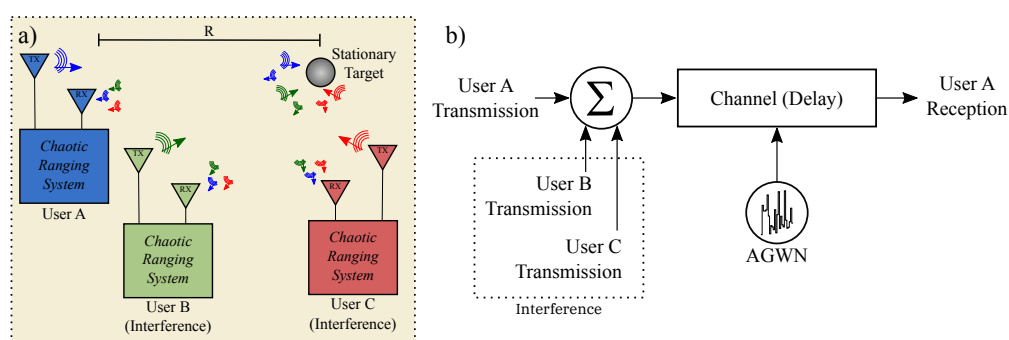 a)
R
Stationary
Target
TX
RX
Chaotic
Ranging
System
User A
TX
RX
Chaotic
Ranging
System
User B
(Interference)
TX
RX
Chaotic
Ranging
System
User C
(Interference)
b)
User A
Transmission
Σ
Channel (Delay)
User A
Reception
User B
Transmission
User C
Transmission
Interference
AGWN